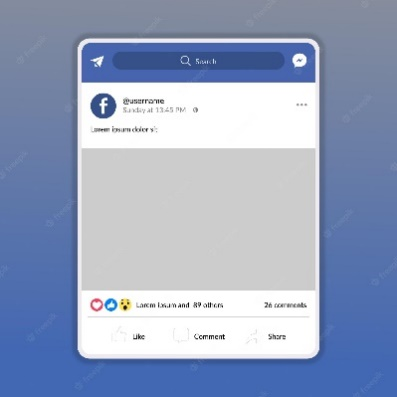 Search
@username
Sunday at 13.45 PM
Lorem ipsum dolor sit
Lorem ipsum and 89 others
26 comments
Like
Comment
Share